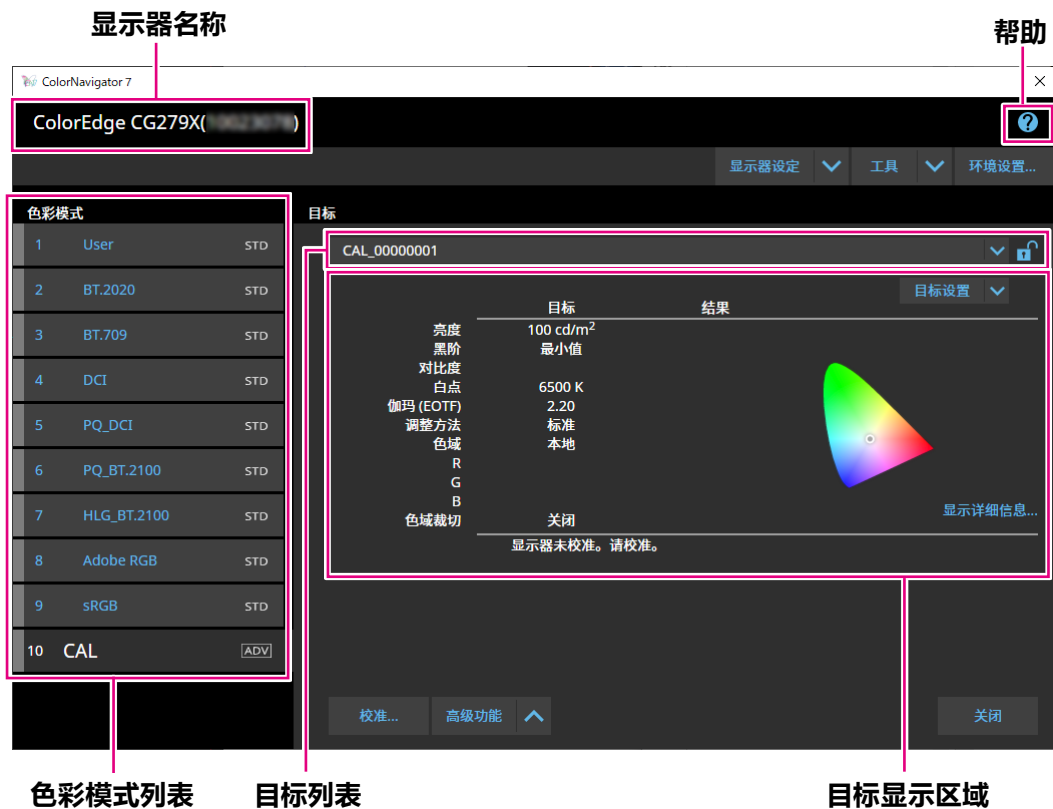 显示器名称
帮助
ColorNavigator 7
ColorEdge CG279X( )
显示器设定
工具
环境设置...
色彩模式
目标
1 User STD
2 BT.2020 STD
3 BT.709 STD
4 DCI STD
5 PQ_DCI STD
6 PQ_BT.2100 STD
7 HLG_BT.2100 STD
8 Adobe RGB STD
9 sRGB STD
10 CAL ADV
CAL_00000001
目标设置
目标 结果
亮度 100 cd/m²
黑阶 最小值
对比度
白点 6500 K
伽玛 (EOTF) 2.20
调整方法 标准
色域 本地
R
G
B
色域裁切 关闭
显示详细信息...
显示器未校准。请校准。
校准...
高级功能
关闭
色彩模式列表
目标列表
目标显示区域